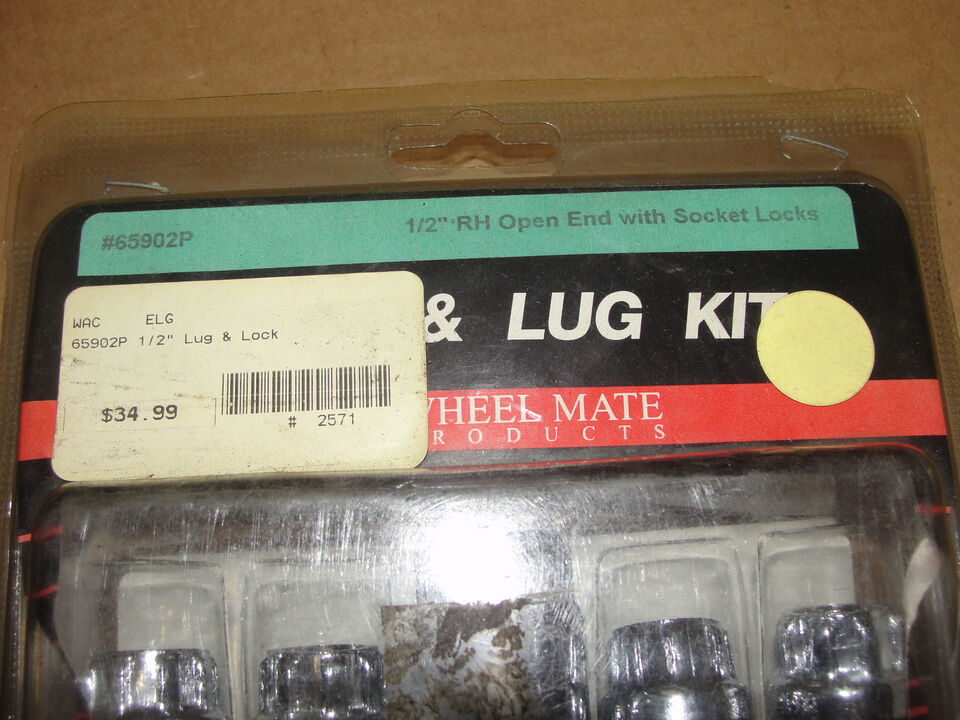 #65902P
1/2" RH Open End with Socket Locks
& LUG KIT
WAC ELG
65902P 1/2" Lug & Lock
$34.99
# 2571
WHEEL MATE
PRODUCTS